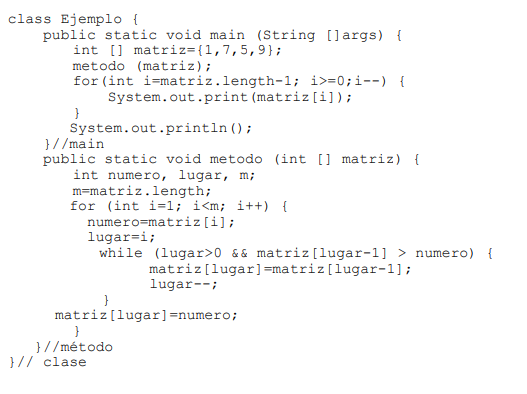 class Ejemplo {
    public static void main (String []args) {
        int [] matriz={1,7,5,9};
        metodo (matriz);
        for(int i=matriz.length-1; i>=0;i--) {
            System.out.print(matriz[i]);
        }
        System.out.println();
    }//main
    public static void metodo (int [] matriz) {
        int numero, lugar, m;
        m=matriz.length;
        for (int i=1; i<m; i++) {
          numero=matriz[i];
          lugar=i;
           while (lugar>0 && matriz[lugar-1] > numero) {
                 matriz[lugar]=matriz[lugar-1];
                 lugar--;
            }
      matriz[lugar]=numero;
        }
    }//método
}// clase